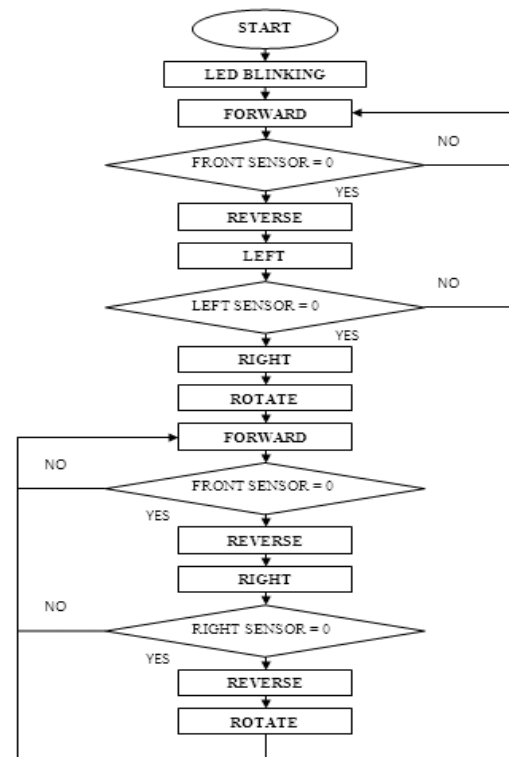 START
LED BLINKING
FORWARD
NO
FRONT SENSOR = 0
YES
REVERSE
LEFT
NO
LEFT SENSOR = 0
YES
RIGHT
ROTATE
FORWARD
NO
FRONT SENSOR = 0
YES
REVERSE
RIGHT
NO
RIGHT SENSOR = 0
YES
REVERSE
ROTATE